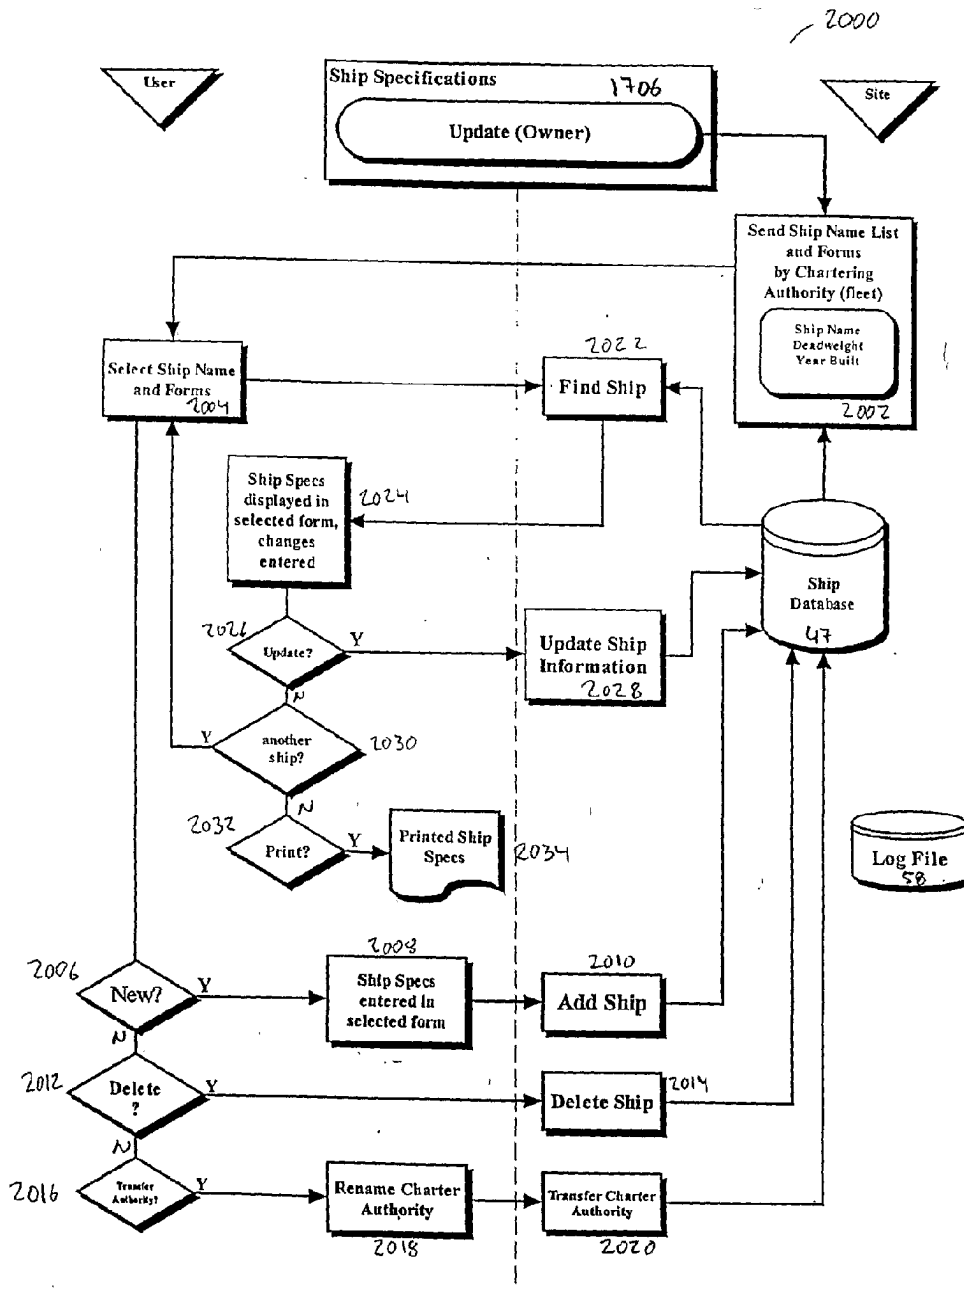 2000
User
Ship Specifications
1706
Update (Owner)
Site
Send Ship Name List
and Forms
by Chartering
Authority (fleet)
Ship Name
Deadweight
Year Built
2002
Select Ship Name
and Forms
2004
2022
Find Ship
Ship Specs
displayed in
selected form,
changes
entered
2024
Ship
Database
47
2026
Update?
Y
N
Update Ship
Information
2028
Y
another
ship?
2030
N
2032
Print?
Y
Printed Ship
Specs
2034
Log File
58
2006
New?
Y
N
2008
Ship Specs
entered in
selected form
2010
Add Ship
2012
Delete
?
Y
N
Delete Ship
2014
2016
Transfer
Authority?
Y
Rename Charter
Authority
2018
Transfer Charter
Authority
2020